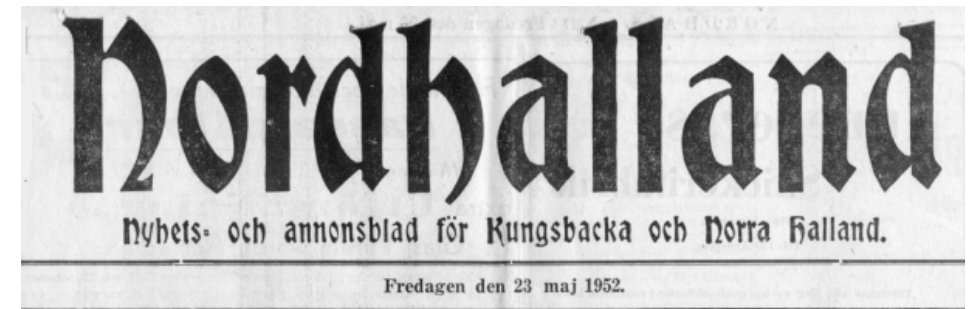 Nordhalland
Nyhets- och annonsblad för Kungsbacka och Norra Halland.
Fredagen den 23 maj 1952.